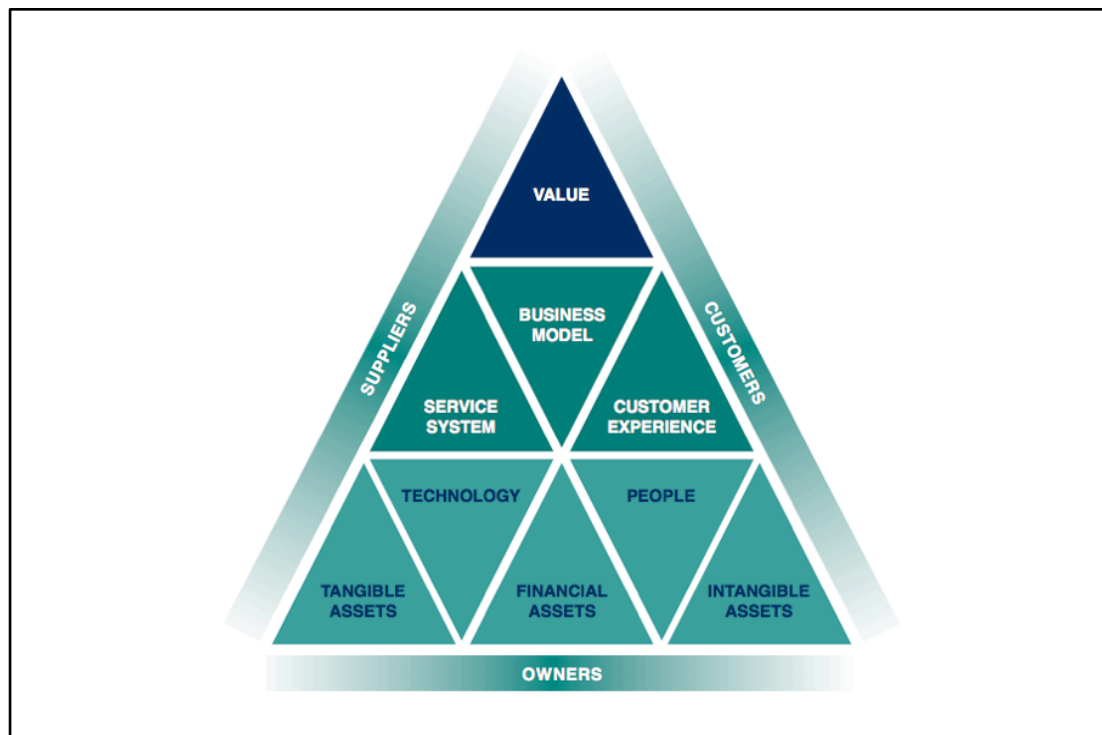 VALUE
SUPPLIERS
CUSTOMERS
BUSINESS
MODEL
SERVICE
SYSTEM
CUSTOMER
EXPERIENCE
TECHNOLOGY
PEOPLE
TANGIBLE
ASSETS
FINANCIAL
ASSETS
INTANGIBLE
ASSETS
OWNERS